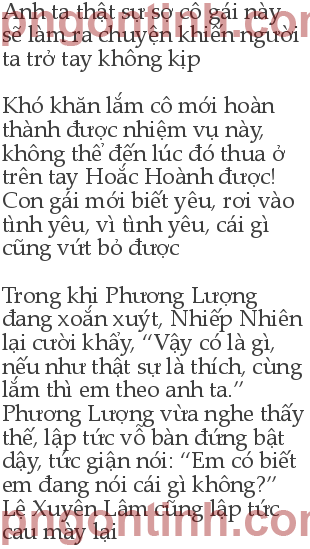 Anh ta thật sự sợ cô gái này
sẽ làm ra chuyện khiến người
ta trở tay không kịp
Khó khăn lắm cô mới hoàn
thành được nhiệm vụ này,
không thể đến lúc đó thua ở
trên tay Hoắc Hoành được!
Con gái mới biết yêu, rơi vào
tình yêu, vì tình yêu, cái gì
cũng vứt bỏ được
Trong khi Phương Lượng
đang xoắn xuýt, Nhiếp Nhiên
lại cười khẩy, “Vậy có là gì,
nếu như thật sự là thích, cùng
lắm thì em theo anh ta.”
Phương Lượng vừa nghe thấy
thế, lập tức vỗ bàn đứng bật
dậy, tức giận nói: “Em có biết
em đang nói cái gì không?”
Lê Xuyên Lâm cũng lập tức
cau mày lại